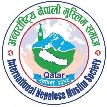 अन्तर्राष्ट्रिय नेपाली मुस्लिम समाज
Qatar
International Nepalese Muslim Society